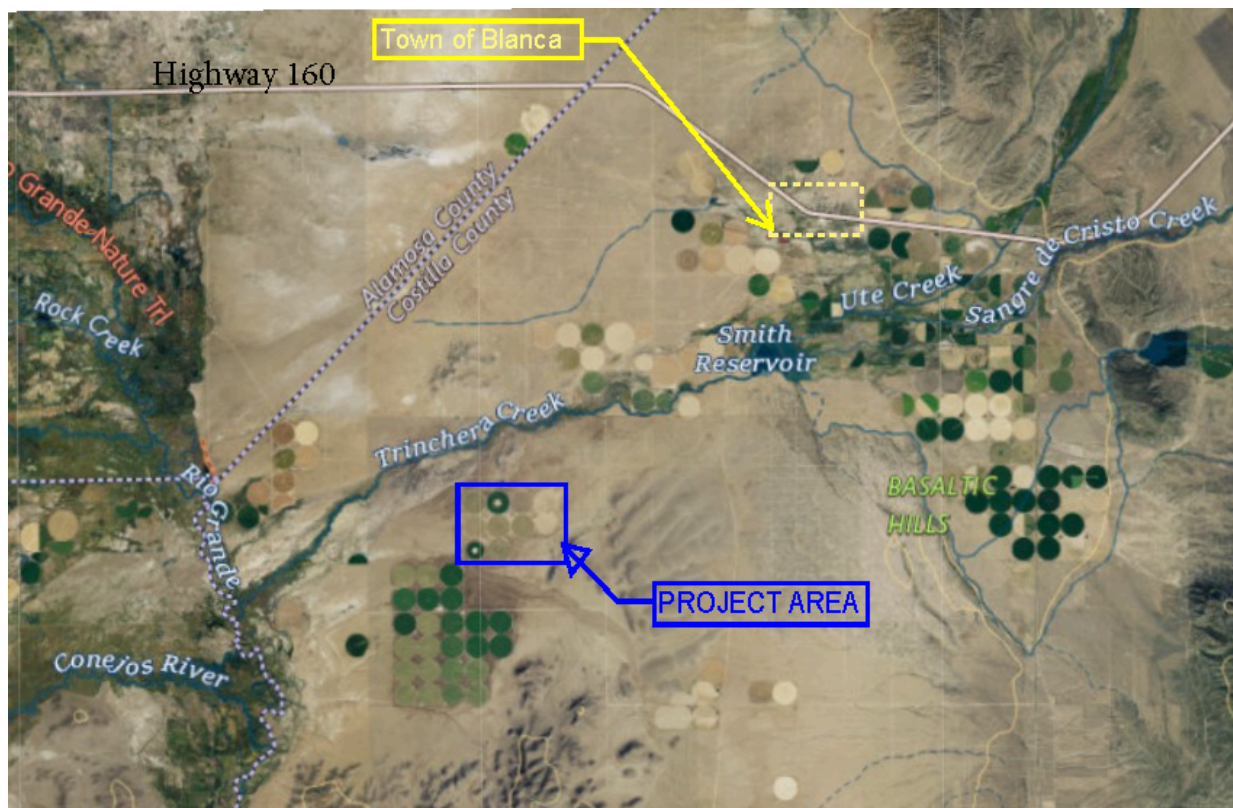 Town of Blanca
Highway 160
o Grande Nature Trl
Alamosa County
Costilla County
Rock Creek
Sangre de Cristo Creek
Ute Creek
Smith
Reservoir
Trinchera Creek
Rio Grande
BASALTIC
HILLS
PROJECT AREA
Conejos River